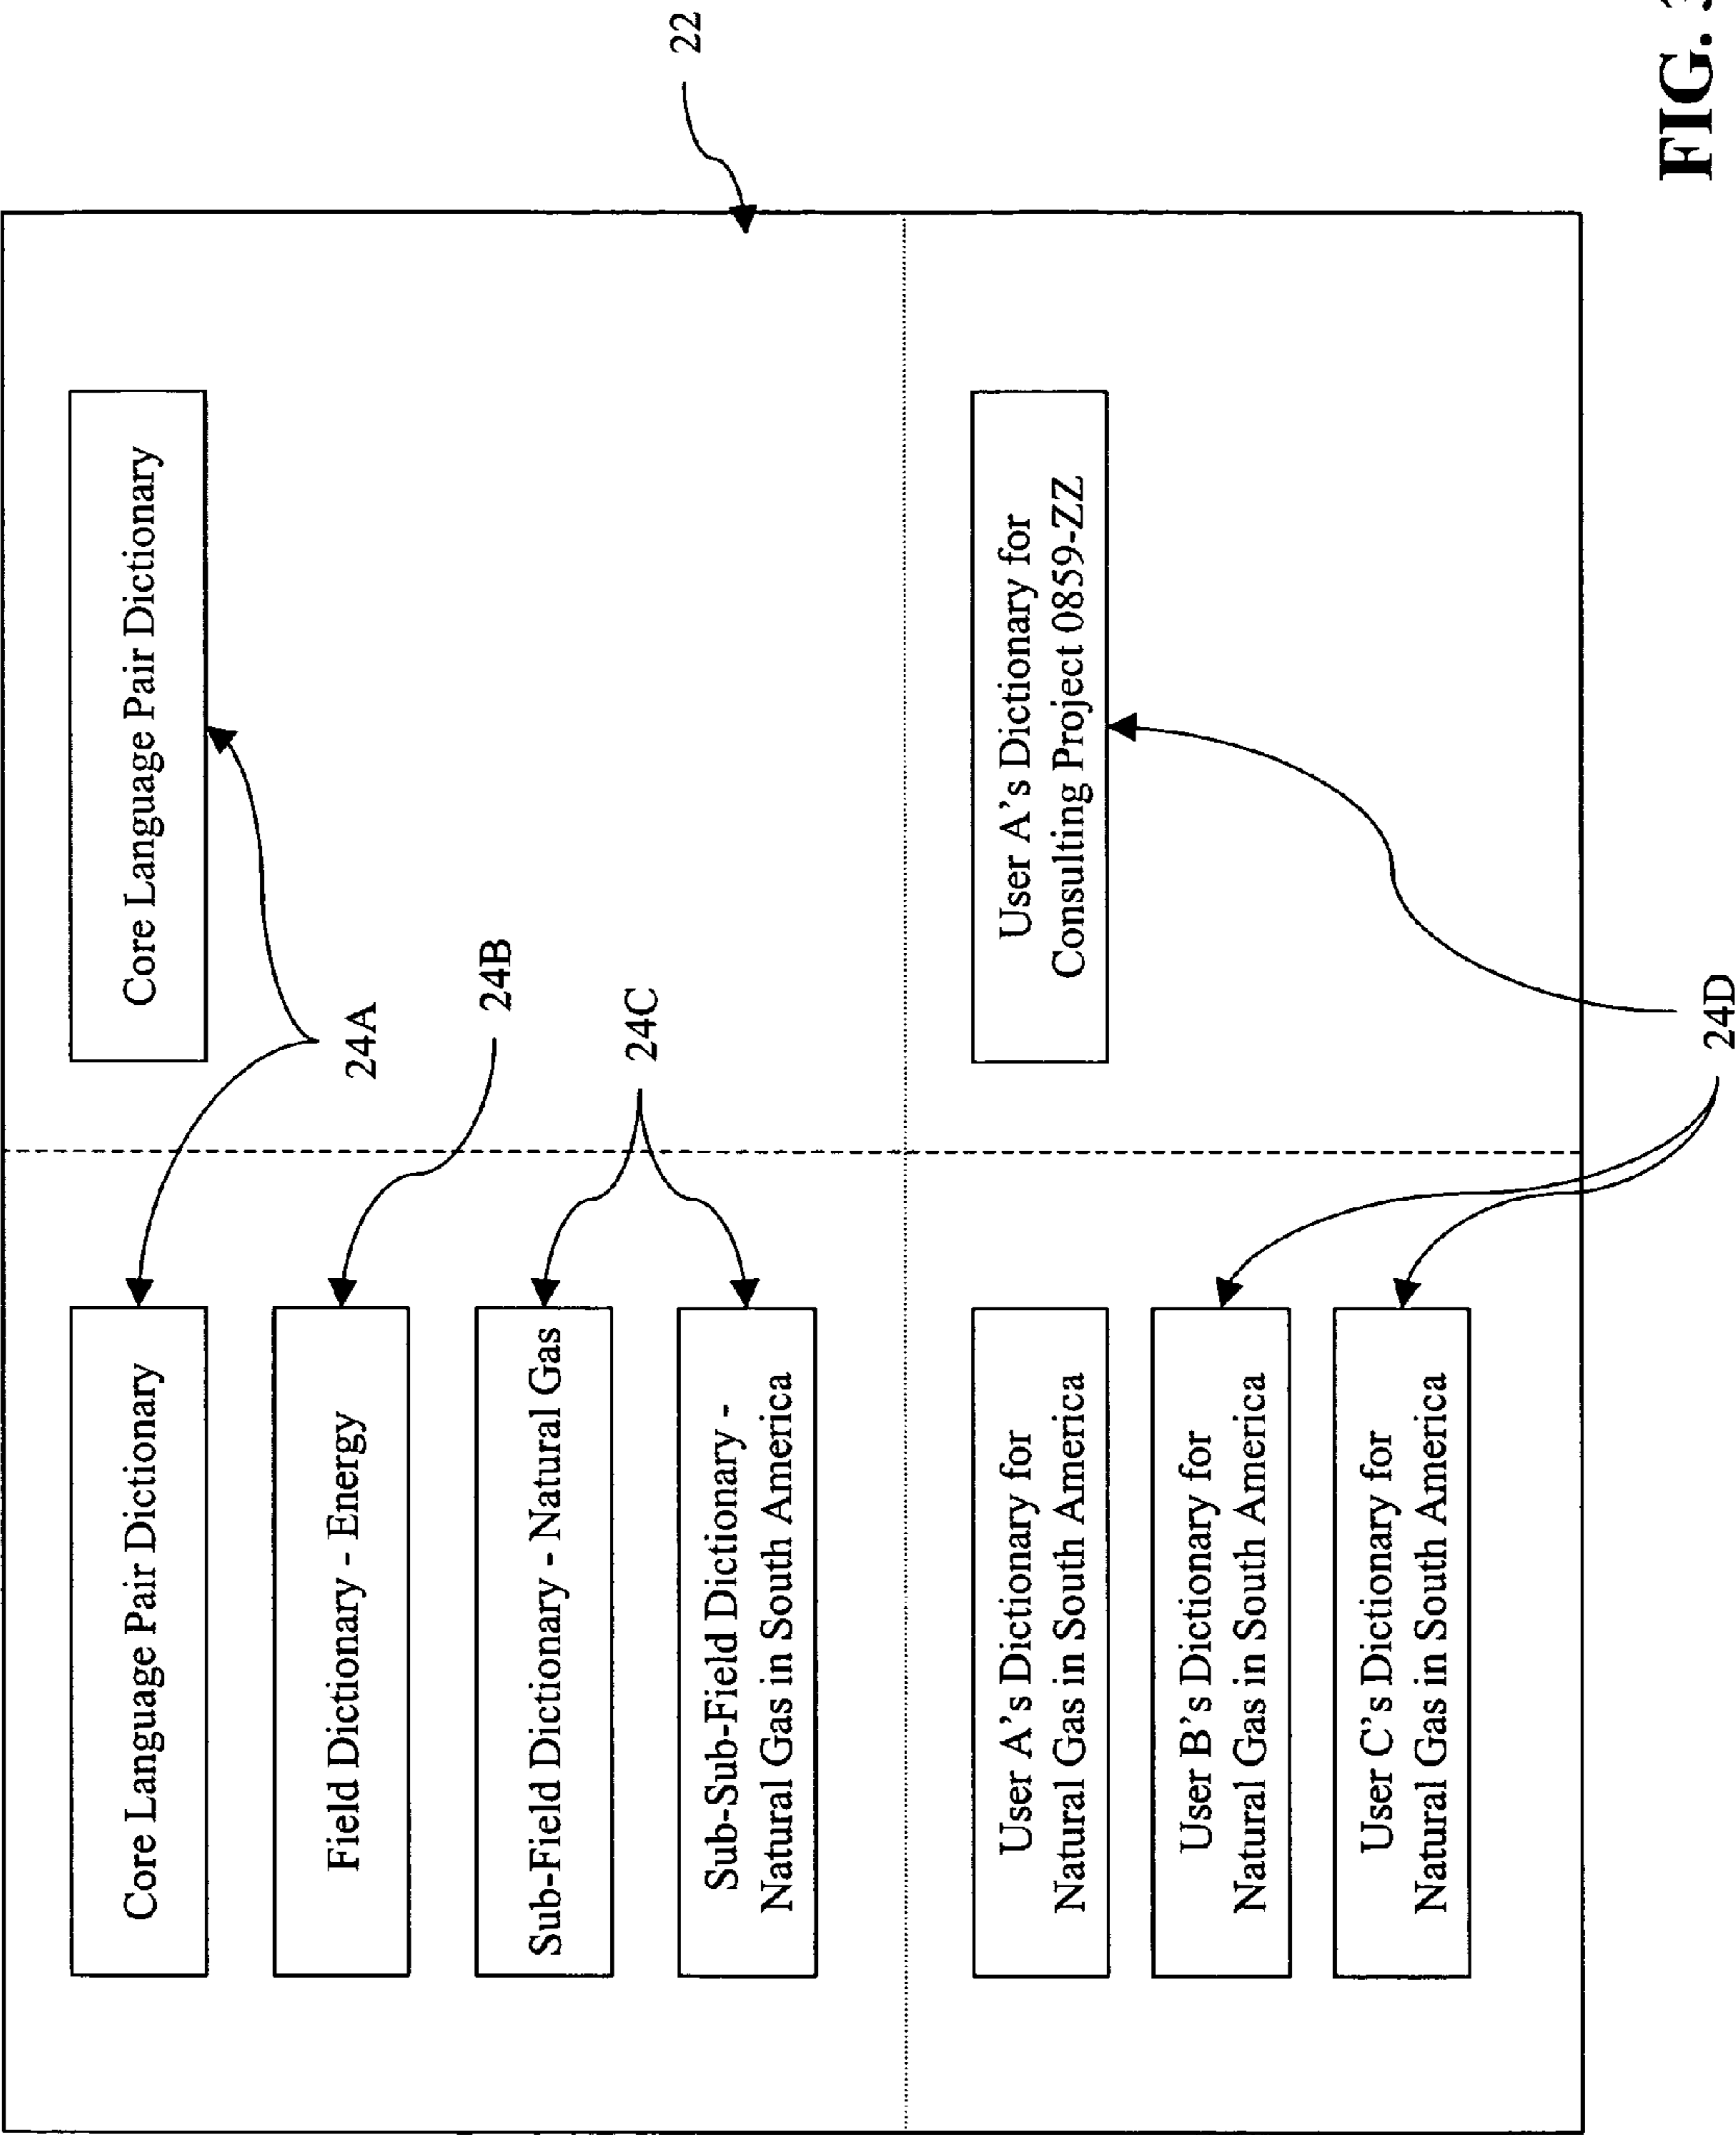 Core Language Pair Dictionary
Core Language Pair Dictionary
24A
22
Field Dictionary - Energy
24B
Sub-Field Dictionary - Natural Gas
24C
Sub-Sub-Field Dictionary -
Natural Gas in South America
User A's Dictionary for
Natural Gas in South America
User A's Dictionary for
Consulting Project 0859-ZZ
User B's Dictionary for
Natural Gas in South America
User C's Dictionary for
Natural Gas in South America
24D
FIG.